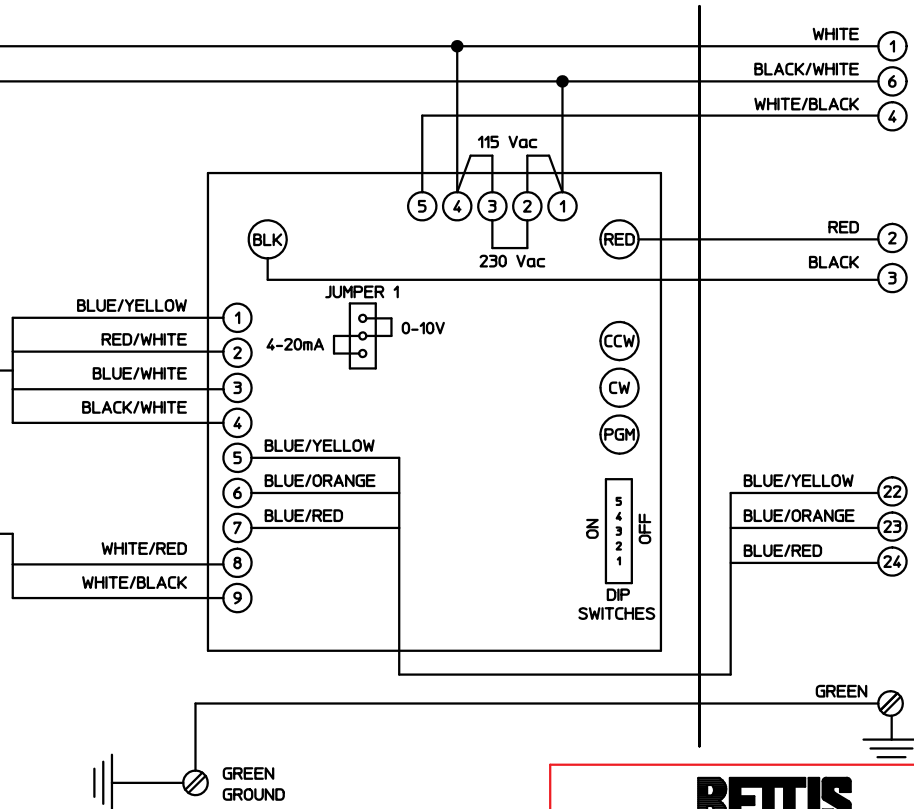 WHITE 1
BLACK/WHITE 6
WHITE/BLACK 4
115 Vac
5 4 3 2 1
230 Vac
BLK
RED
RED 2
BLACK 3
JUMPER 1
0-10V
4-20mA
BLUE/YELLOW 1
RED/WHITE 2
BLUE/WHITE 3
BLACK/WHITE 4
5 BLUE/YELLOW
6 BLUE/ORANGE
7 BLUE/RED
WHITE/RED 8
WHITE/BLACK 9
CCW
CW
PGM
ON
5
4
3
2
1
OFF
DIP
SWITCHES
BLUE/YELLOW 22
BLUE/ORANGE 23
BLUE/RED 24
GREEN
GREEN
GROUND
BETTIS